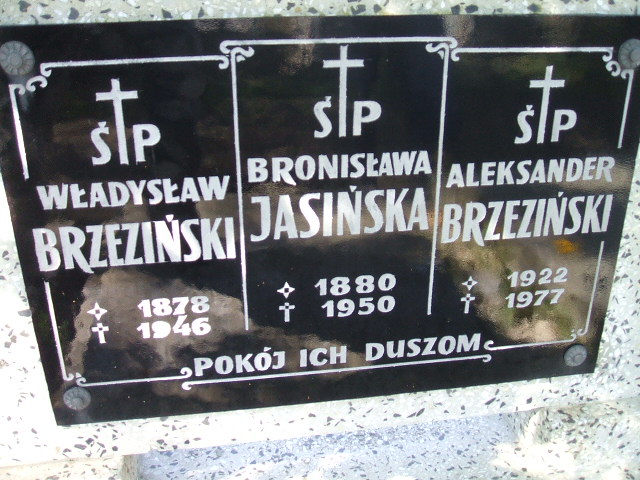 ŚP
WŁADYSŁAW
BRZEZIŃSKI
1878
1946
ŚP
BRONISŁAWA
JASIŃSKA
1880
1950
ŚP
ALEKSANDER
BRZEZIŃSKI
1922
1977
POKÓJ ICH DUSZOM